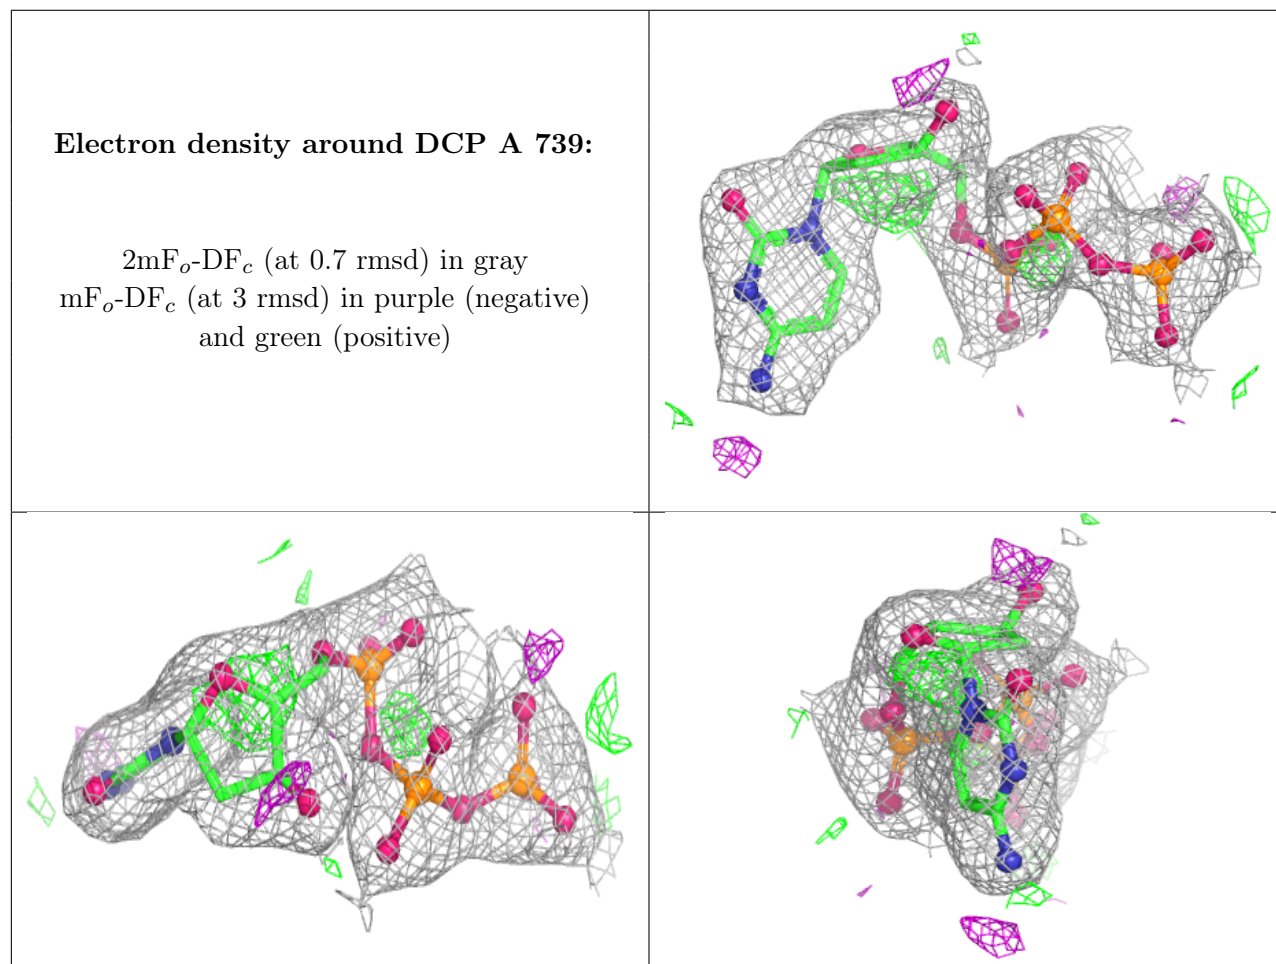 Electron density around DCP A 739:
2mFₒ-DF𝒸 (at 0.7 rmsd) in gray
mFₒ-DF𝒸 (at 3 rmsd) in purple (negative)
and green (positive)